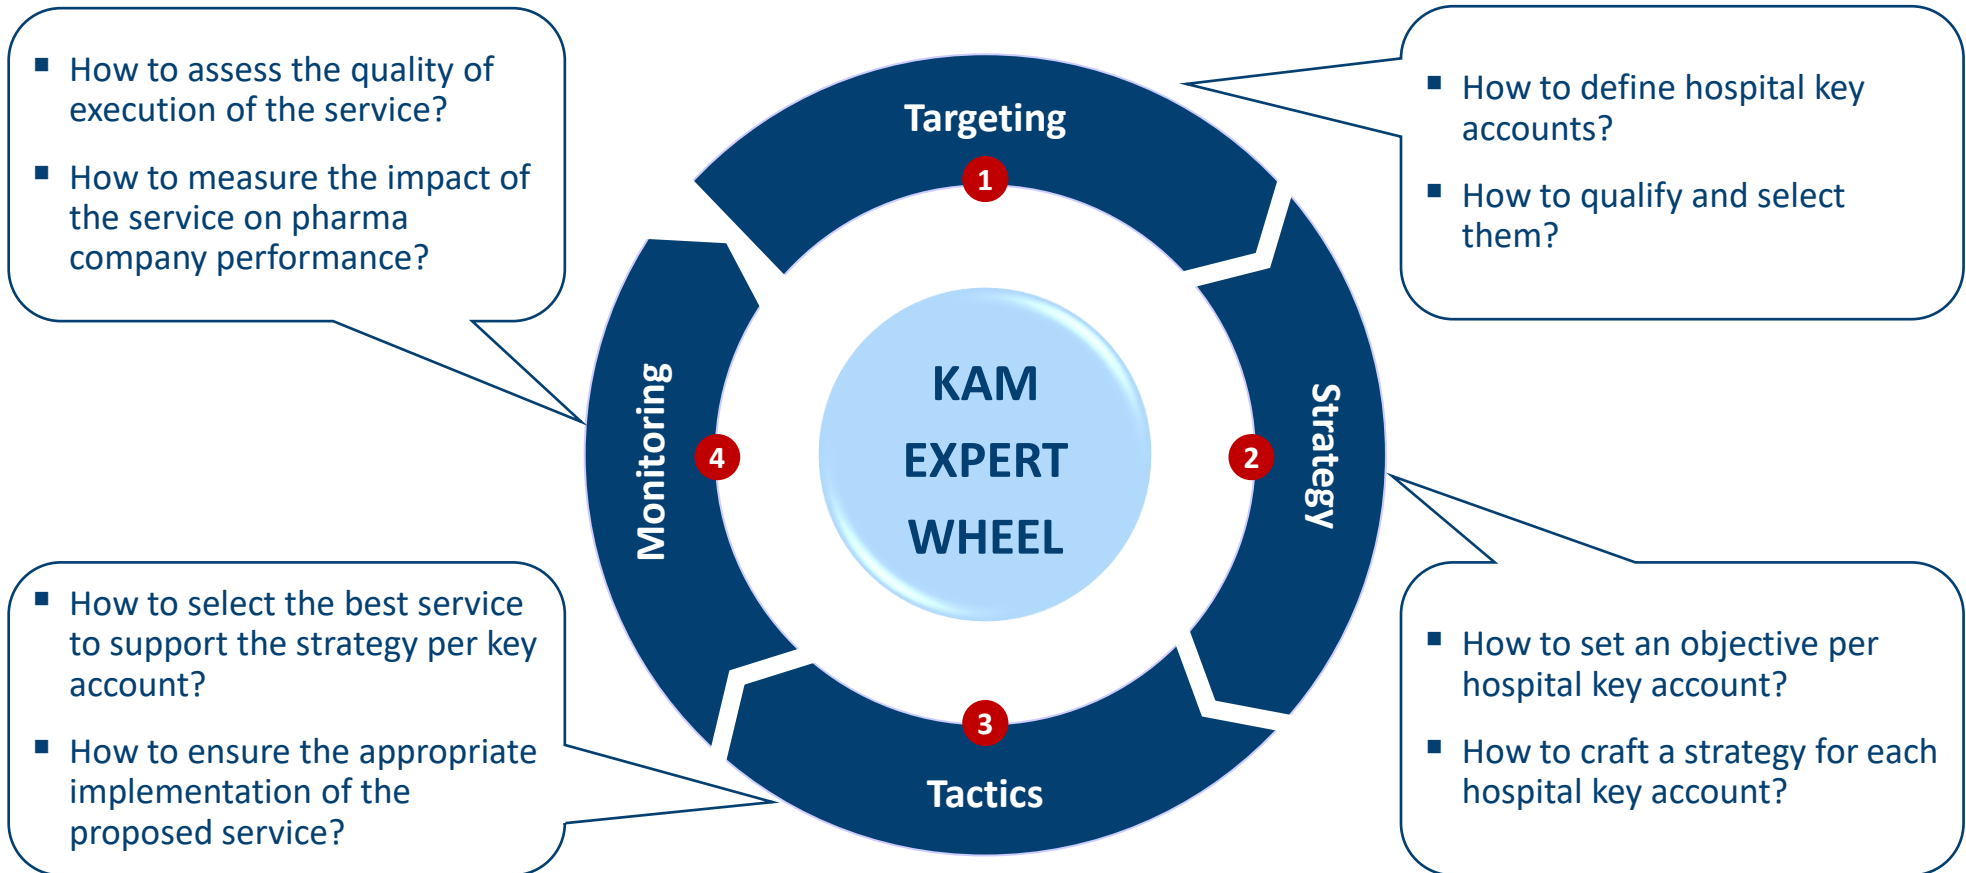 Targeting
1
▪ How to define hospital key
accounts?
▪ How to qualify and select
them?
Strategy
2
▪ How to set an objective per
hospital key account?
▪ How to craft a strategy for each
hospital key account?
Tactics
3
▪ How to select the best service
to support the strategy per key
account?
▪ How to ensure the appropriate
implementation of the
proposed service?
Monitoring
4
▪ How to assess the quality of
execution of the service?
▪ How to measure the impact of
the service on pharma
company performance?
KAM
EXPERT
WHEEL